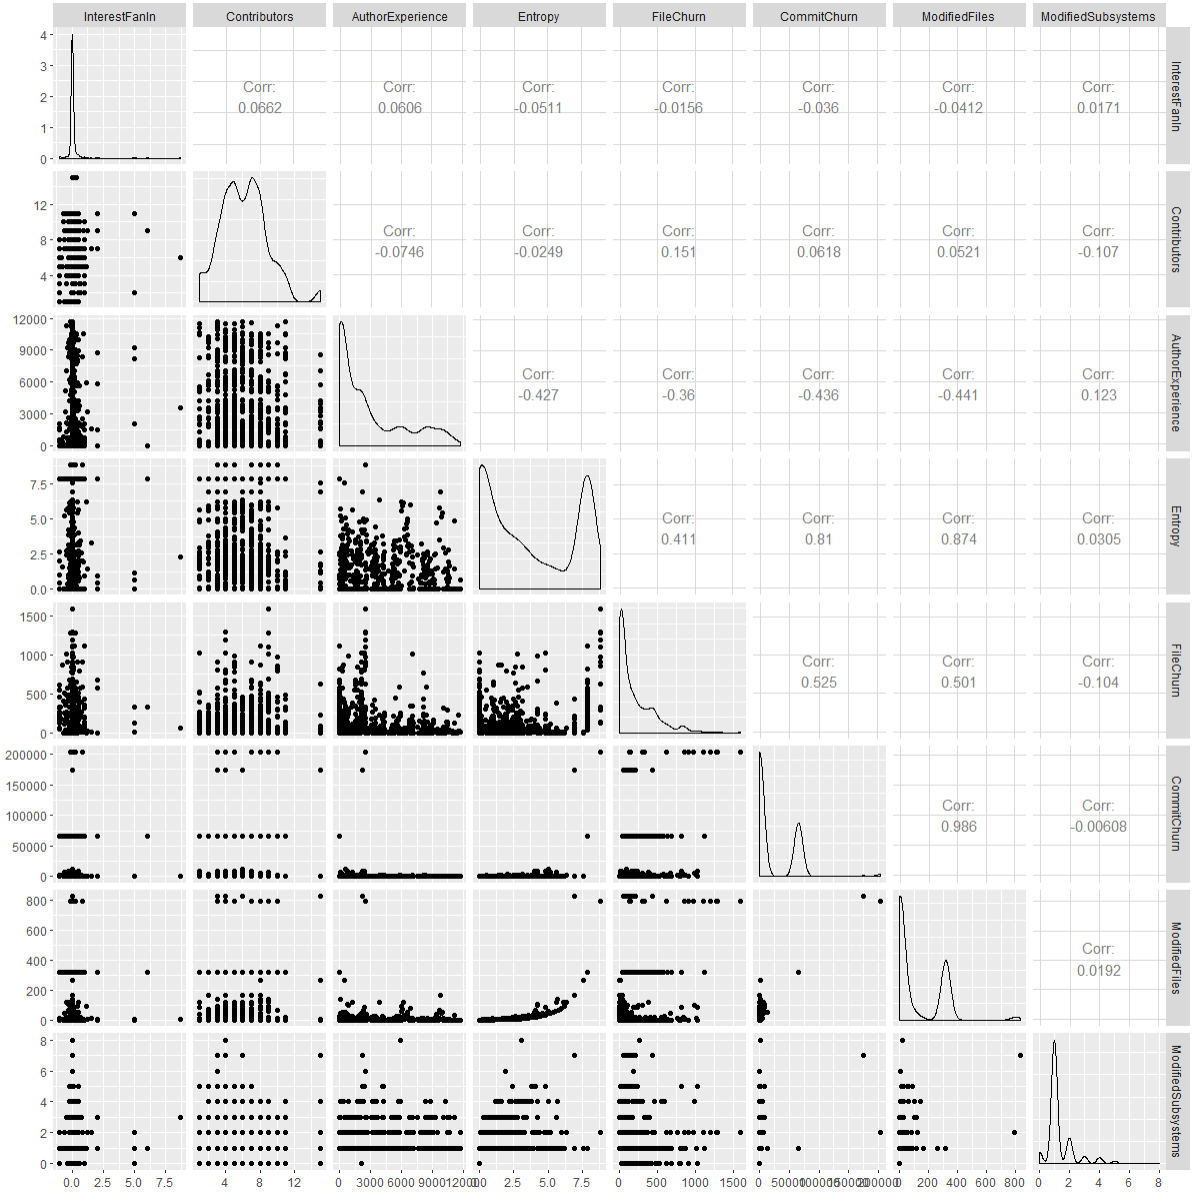 InterestFanIn Contributors AuthorExperience Entropy FileChurn CommitChurn ModifiedFiles ModifiedSubsystems
4
3
2
1
0
Corr: Corr: Corr: Corr: Corr: Corr: Corr:
0.0662 0.0606 -0.0511 -0.0156 -0.036 -0.0412 0.0171
InterestFanIn
12
8
4
Corr: Corr: Corr: Corr: Corr: Corr:
-0.0746 -0.0249 0.151 0.0618 0.0521 -0.107
Contributors
12000
9000
6000
3000
0
Corr: Corr: Corr: Corr: Corr:
-0.427 -0.36 -0.436 -0.441 0.123
AuthorExperience
7.5
5.0
2.5
0.0
Corr: Corr: Corr: Corr:
0.411 0.81 0.874 0.0305
Entropy
1500
1000
500
0
Corr: Corr: Corr:
0.525 0.501 -0.104
FileChurn
200000
150000
100000
50000
0
Corr: Corr:
0.986 -0.00608
CommitChurn
800
600
400
200
0
Corr:
0.0192
ModifiedFiles
8
6
4
2
0
ModifiedSubsystems
0.0 2.5 5.0 7.5 4 8 12 0 3000 6000 9000 12000 0.0 2.5 5.0 7.5 0 500 1000 1500 0 50000 100000 150000 200000 0 200 400 600 800 0 2 4 6 8